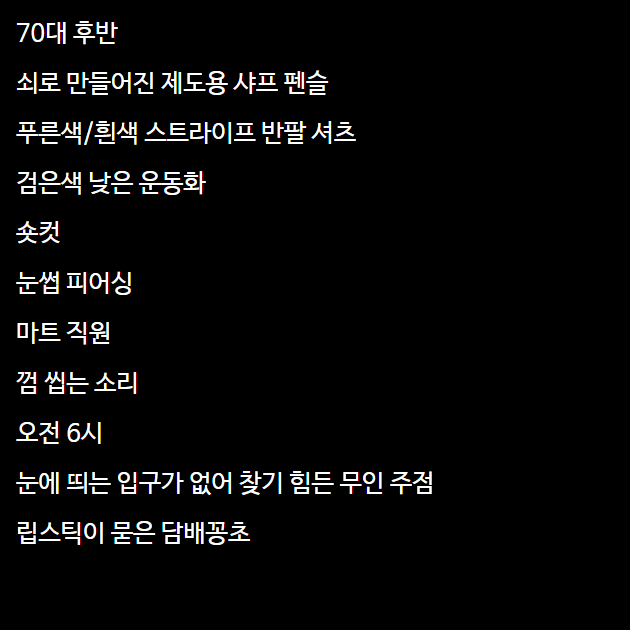 70대 후반
쇠로 만들어진 제도용 샤프 펜슬
푸른색/흰색 스트라이프 반팔 셔츠
검은색 낮은 운동화
숏컷
눈썹 피어싱
마트 직원
껌 씹는 소리
오전 6시
눈에 띄는 입구가 없어 찾기 힘든 무인 주점
립스틱이 묻은 담배꽁초